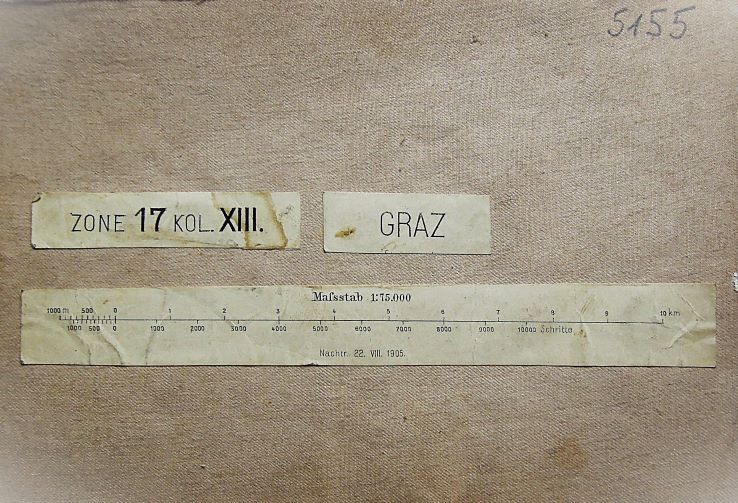 5155
ZONE 17 KOL. XIII.
GRAZ
Maſsstab 1:75.000
1000 m 500 0 1 2 3 4 5 6 7 8 9 10 km
1000 500 0 1000 2000 3000 4000 5000 6000 7000 8000 9000 10000 Schritte
Nachtr. 22. VIII. 1905.